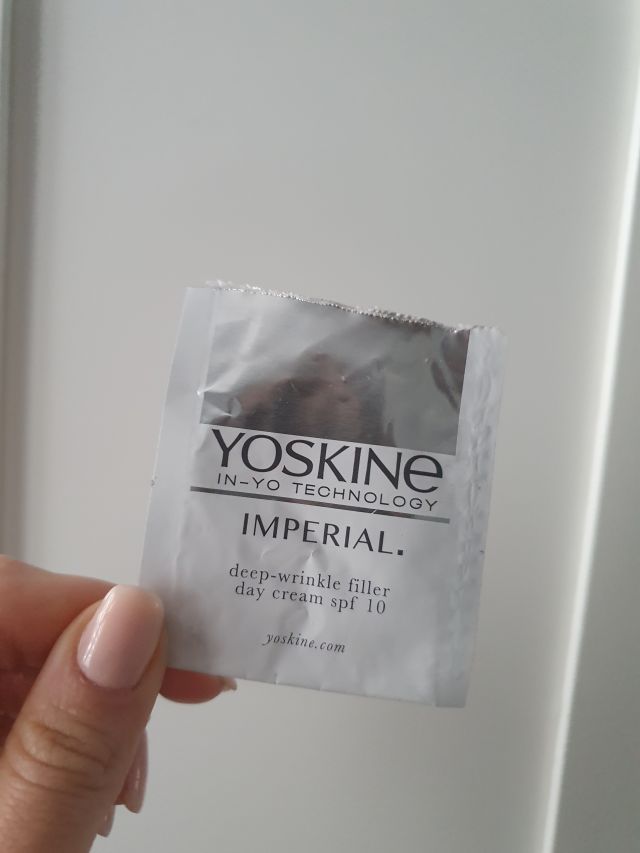 YOSKINe
IN-YO TECHNOLOGY
IMPERIAL.
deep-wrinkle filler
day cream spf 10
yoskine.com